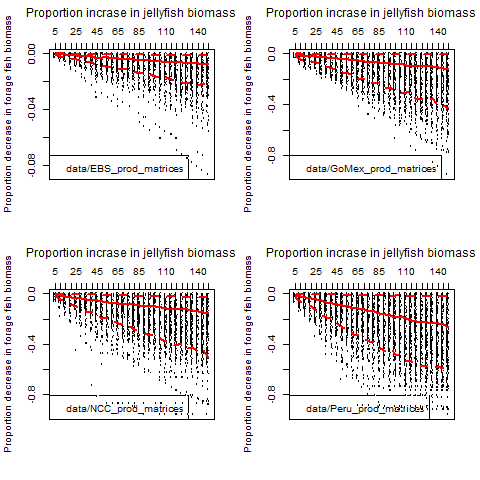 Proportion incrase in jellyfish biomass
5 25 45 65 85 110 140
Proportion decrease in forage fish biomass
0.00
-0.04
-0.08
data/EBS_prod_matrices
Proportion incrase in jellyfish biomass
5 25 45 65 85 110 140
Proportion decrease in forage fish biomass
0.0
-0.4
-0.8
data/GoMex_prod_matrices
Proportion incrase in jellyfish biomass
5 25 45 65 85 110 140
Proportion decrease in forage fish biomass
0.0
-0.4
-0.8
data/NCC_prod_matrices
Proportion incrase in jellyfish biomass
5 25 45 65 85 110 140
Proportion decrease in forage fish biomass
0.0
-0.4
-0.8
data/Peru_prod_matrices